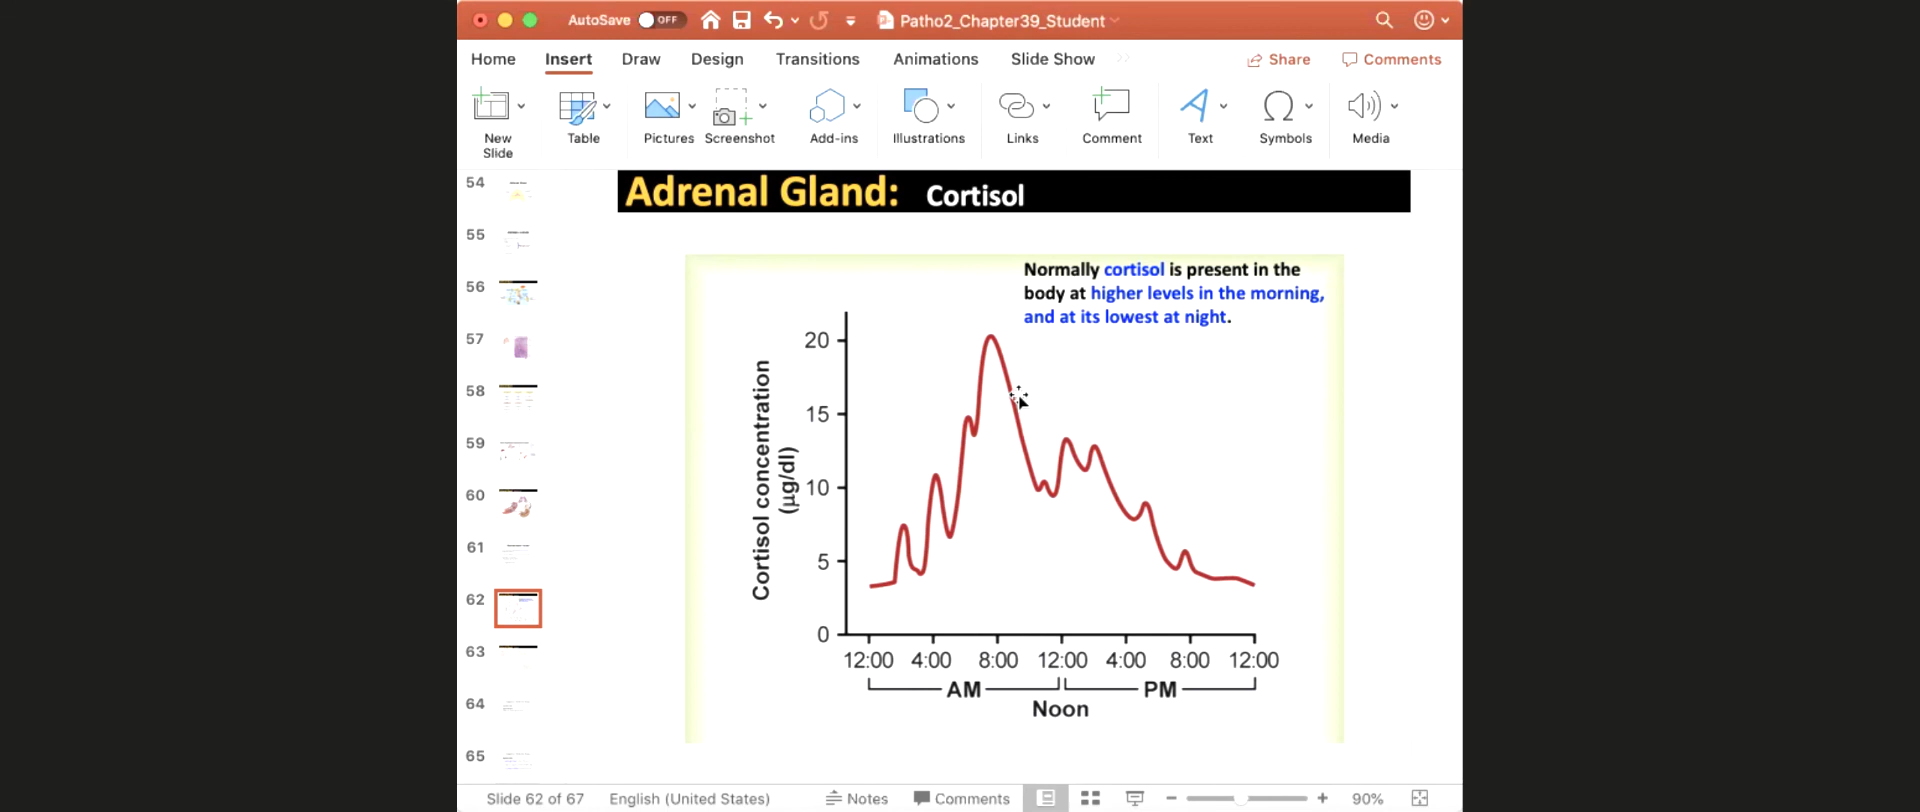 AutoSave OFF Patho2_Chapter39_Student
Home Insert Draw Design Transitions Animations Slide Show Share Comments
New Slide Table Pictures Screenshot Add-ins Illustrations Links Comment Text Symbols Media
54
55
56
57
58
59
60
61
62
63
64
65
Adrenal Gland: Cortisol
Normally cortisol is present in the
body at higher levels in the morning,
and at its lowest at night.
Cortisol concentration
(µg/dl)
20
15
10
5
0
12:00 4:00 8:00 12:00 4:00 8:00 12:00
AM PM
Noon
Slide 62 of 67 English (United States) Notes Comments 90%